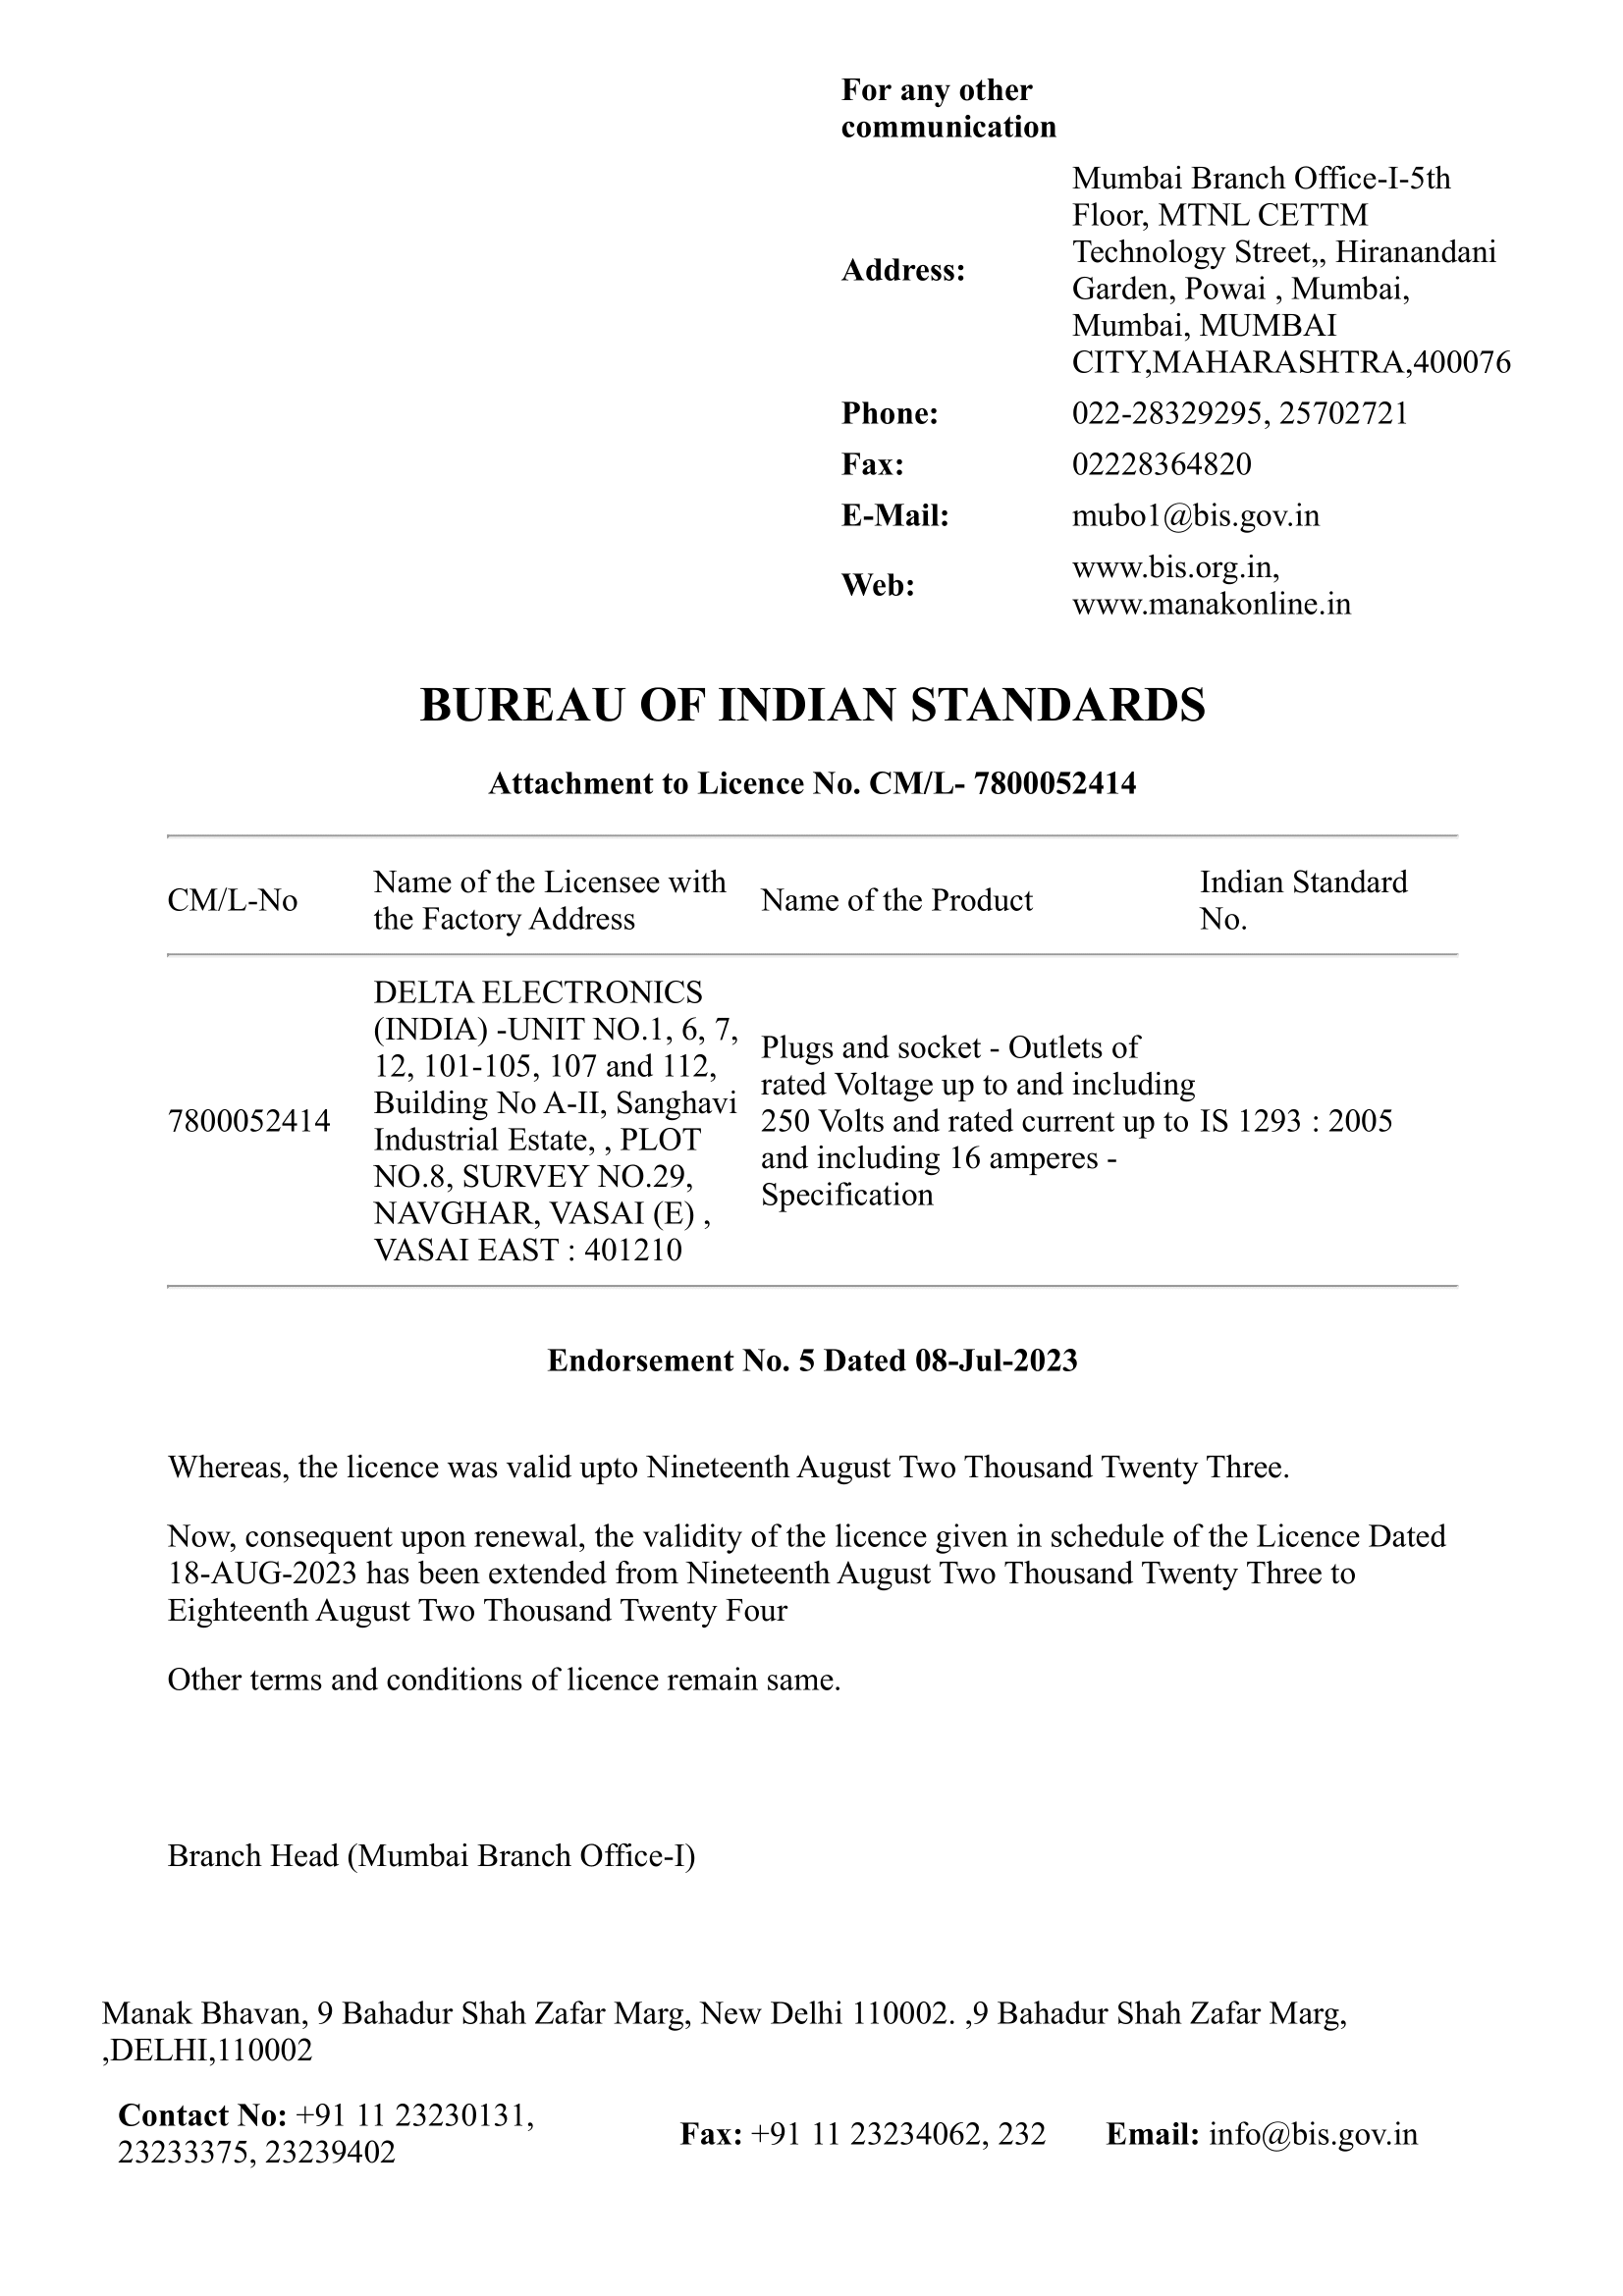 For any other
communication
Address:
Mumbai Branch Office-I-5th
Floor, MTNL CETTM
Technology Street,, Hiranandani
Garden, Powai , Mumbai,
Mumbai, MUMBAI
CITY,MAHARASHTRA,400076
Phone: 022-28329295, 25702721
Fax: 02228364820
E-Mail: mubo1@bis.gov.in
Web:
www.bis.org.in,
www.manakonline.in
BUREAU OF INDIAN STANDARDS
Attachment to Licence No. CM/L- 7800052414
CM/L-No
Name of the Licensee with
the Factory Address
Name of the Product
Indian Standard
No.
7800052414
DELTA ELECTRONICS
(INDIA) -UNIT NO.1, 6, 7,
12, 101-105, 107 and 112,
Building No A-II, Sanghavi
Industrial Estate, , PLOT
NO.8, SURVEY NO.29,
NAVGHAR, VASAI (E) ,
VASAI EAST : 401210
Plugs and socket - Outlets of
rated Voltage up to and including
250 Volts and rated current up to
and including 16 amperes -
Specification
IS 1293 : 2005
Endorsement No. 5 Dated 08-Jul-2023
Whereas, the licence was valid upto Nineteenth August Two Thousand Twenty Three.
Now, consequent upon renewal, the validity of the licence given in schedule of the Licence Dated
18-AUG-2023 has been extended from Nineteenth August Two Thousand Twenty Three to
Eighteenth August Two Thousand Twenty Four
Other terms and conditions of licence remain same.
Branch Head (Mumbai Branch Office-I)
Manak Bhavan, 9 Bahadur Shah Zafar Marg, New Delhi 110002. ,9 Bahadur Shah Zafar Marg,
,DELHI,110002
Contact No: +91 11 23230131,
23233375, 23239402
Fax: +91 11 23234062, 232
Email: info@bis.gov.in